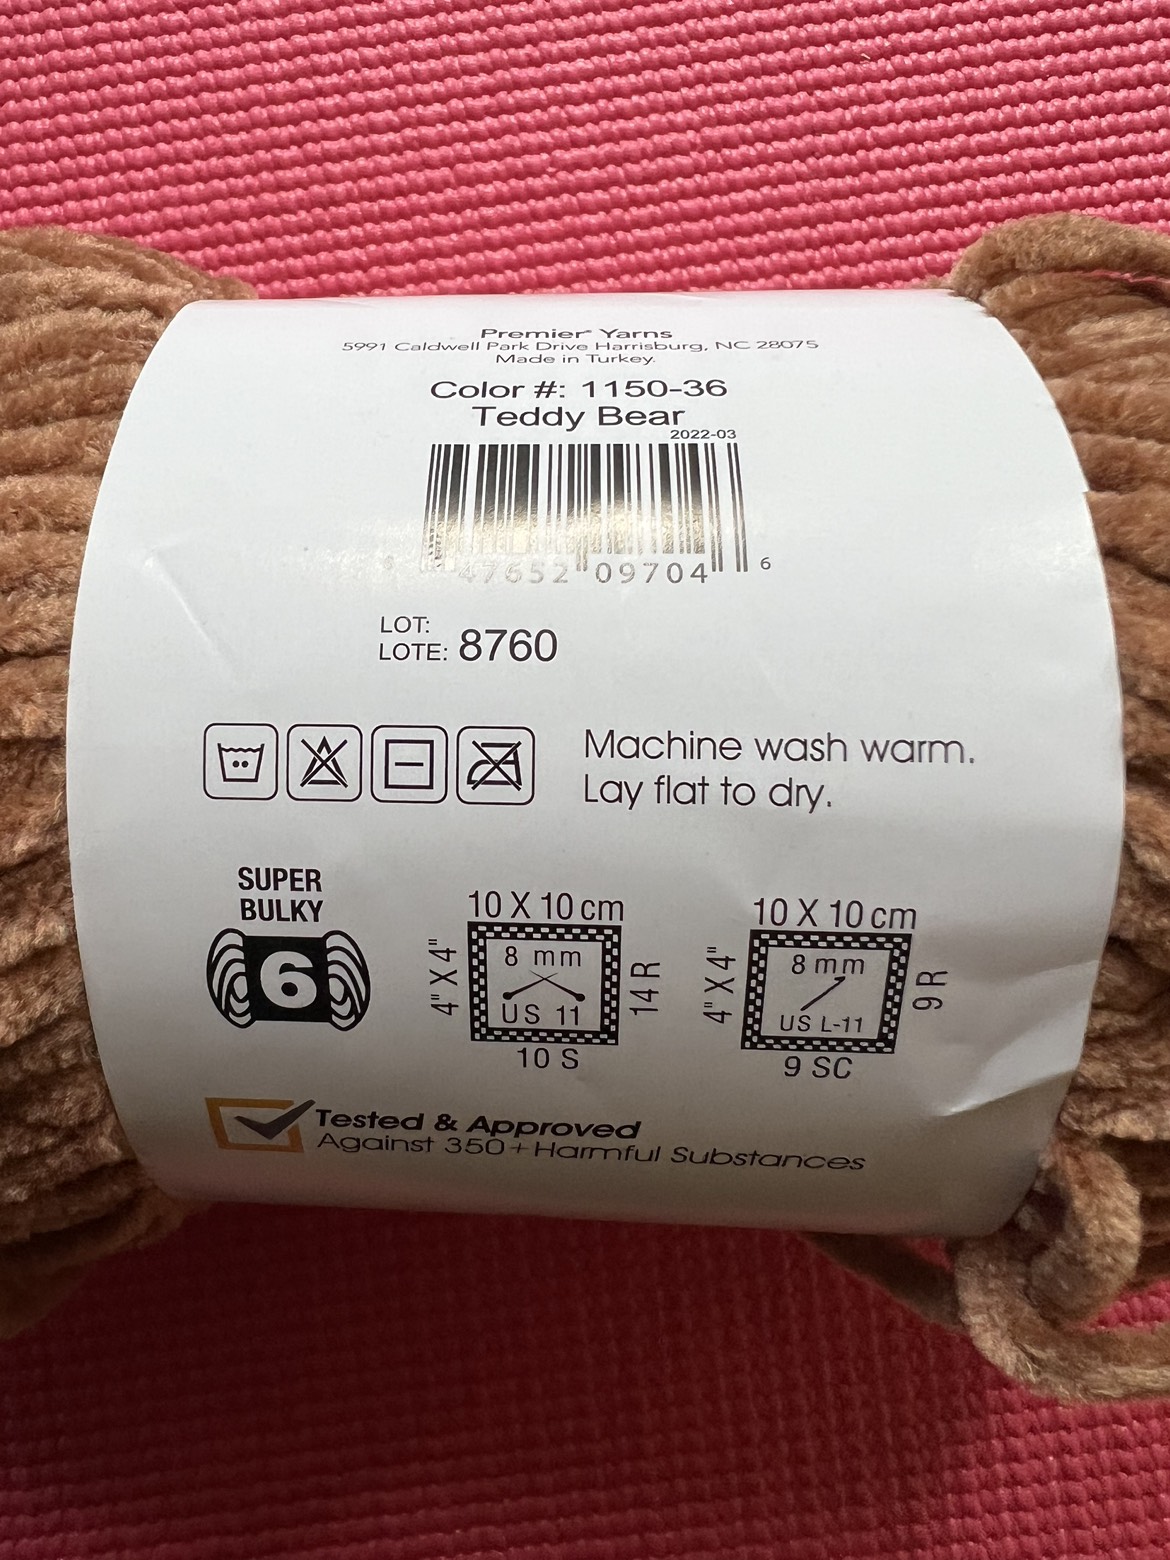 Premier® Yarns
5991 Caldwell Park Drive Harrisburg, NC 28075
Made in Turkey.
Color #: 1150-36
Teddy Bear
2022-03
47652 09704 6
LOT:
LOTE: 8760
Machine wash warm.
Lay flat to dry.
SUPER
BULKY
6
10 X 10 cm
4" X 4"
8 mm
US 11
14 R
10 S
10 X 10 cm
4" X 4"
8 mm
US L-11
9 R
9 SC
Tested & Approved
Against 350+Harmful Substances